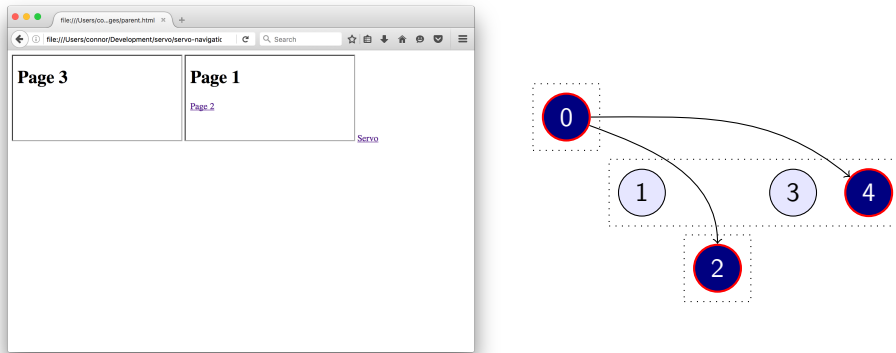 file:///Users/co...ges/parent.html ×
file:///Users/connor/Development/servo/servo-navigatic
Search
Page 3
Page 1
Page 2
Servo
0
1
3
4
2